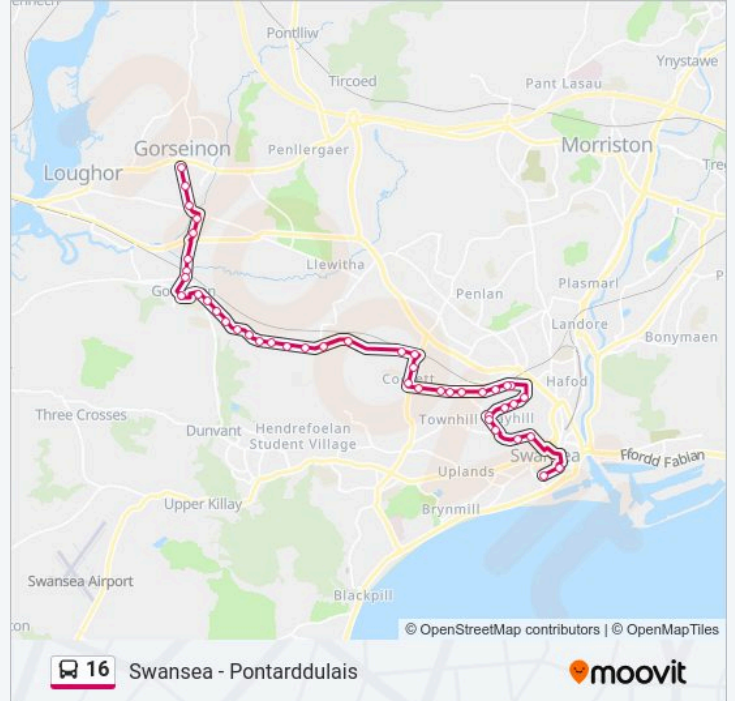 Pontlliw
Tircoed
Ynystawe
Pant Lasau
Gorseinon
Penllergaer
Morriston
Loughor
Llewitha
Plasmarl
Penlan
Landore
Bonymaen
Hafod
Three Crosses
Townhill
Dunvant
Hendrefoelan
Student Village
Swansea
Ffordd Fabian
Uplands
Upper Killay
Brynmill
Swansea Airport
Blackpill
© OpenStreetMap contributors | © OpenMapTiles
16 Swansea - Pontarddulais
moovit